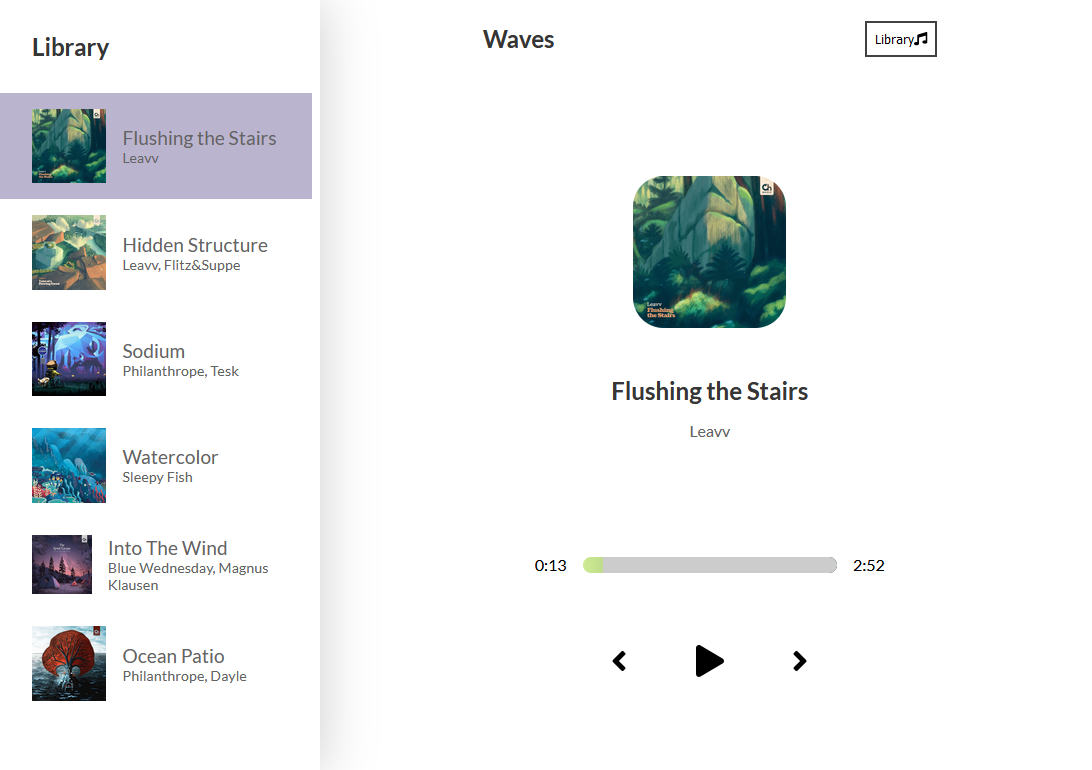 Library
Flushing the Stairs
Leavv
Hidden Structure
Leavv, Flitz&Suppe
Sodium
Philanthrope, Tesk
Watercolor
Sleepy Fish
Into The Wind
Blue Wednesday, Magnus
Klausen
Ocean Patio
Philanthrope, Dayle
Waves
Library
Ch
Leavv
Flushing
the Stairs
Flushing the Stairs
Leavv
0:13
2:52